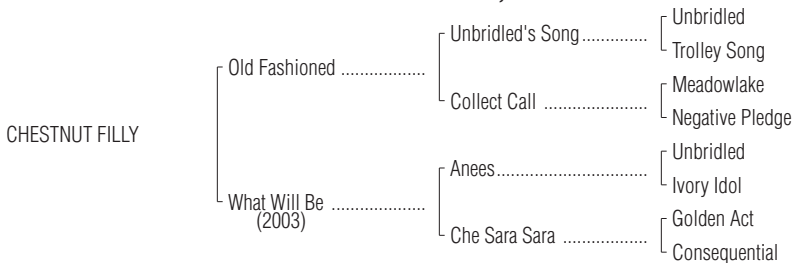 Unbridled
Unbridled's Song ..............
Trolley Song
Old Fashioned ..................
Meadowlake
Collect Call ......................
Negative Pledge
CHESTNUT FILLY
Unbridled
Anees................................
Ivory Idol
What Will Be ....................
(2003)
Golden Act
Che Sara Sara ..................
Consequential